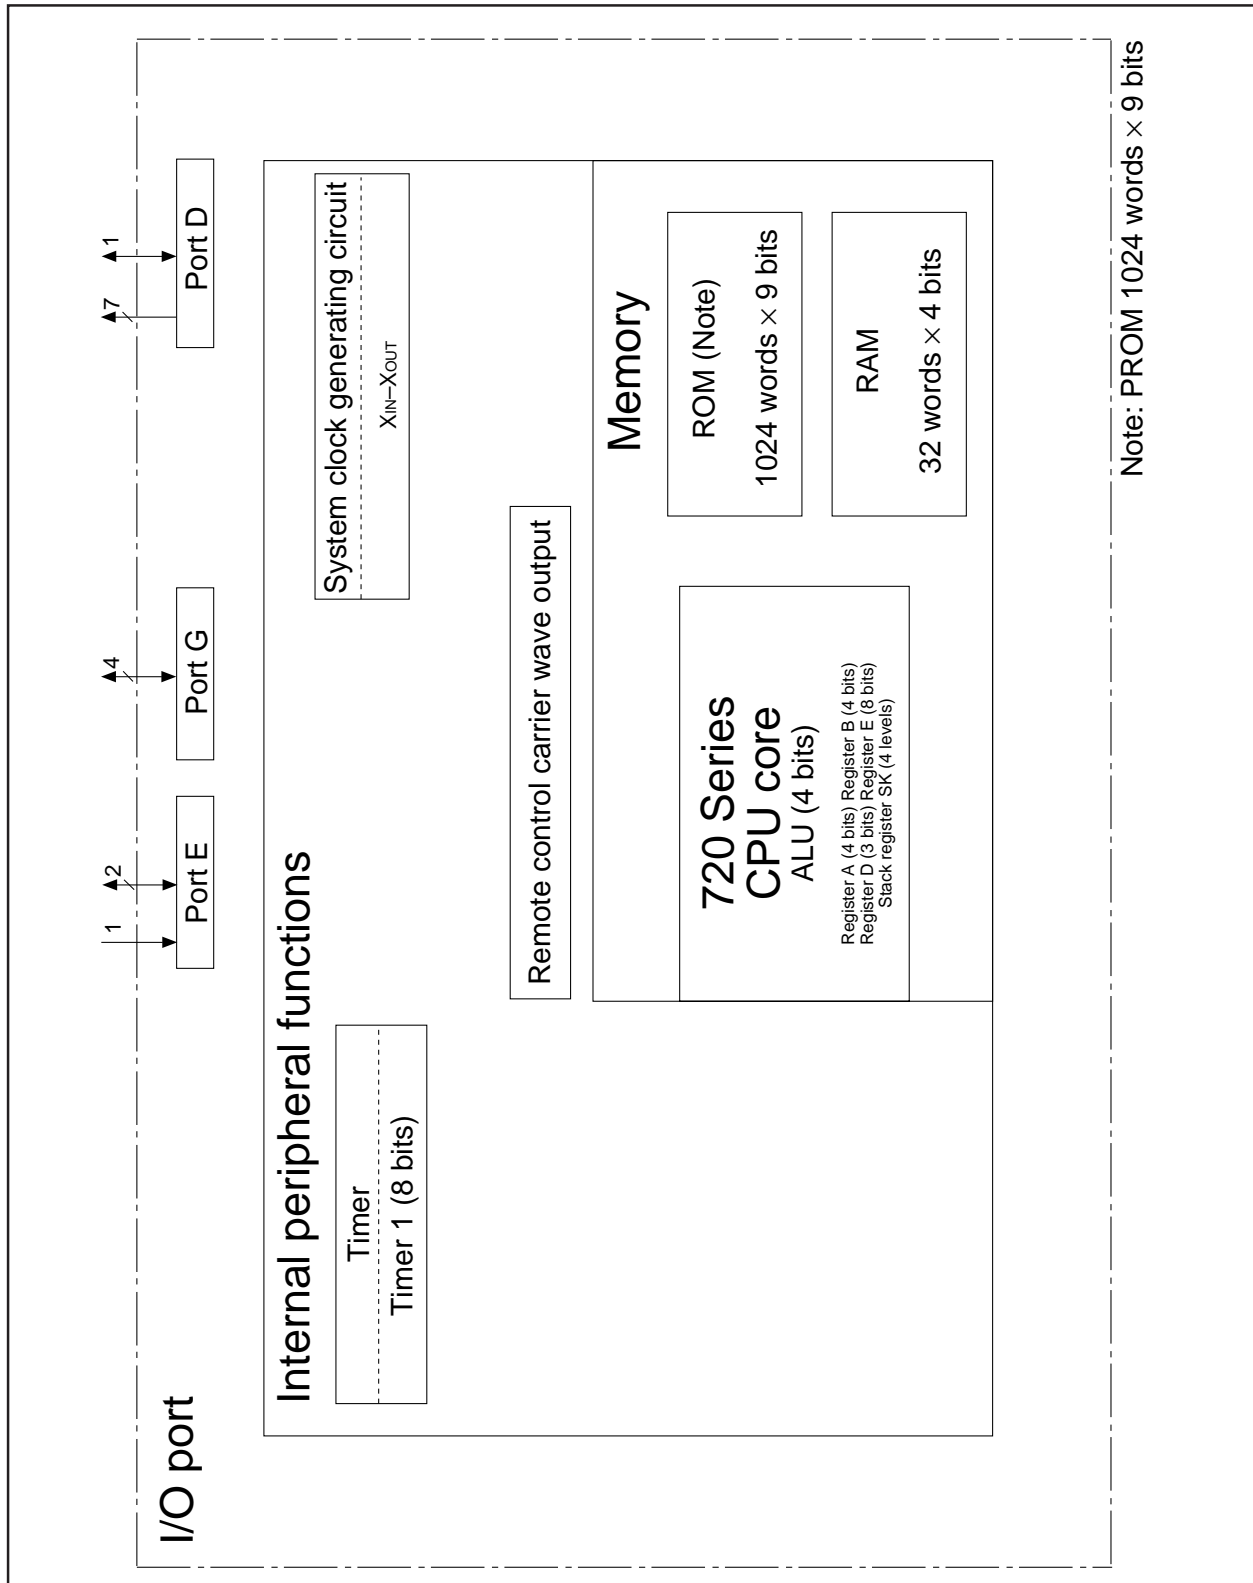 I/O port
1
2
Port E
4
Port G
7
1
Port D
Internal peripheral functions
Timer
Timer 1 (8 bits)
System clock generating circuit
XIN–XOUT
Remote control carrier wave output
720 Series
CPU core
ALU (4 bits)
Register A (4 bits) Register B (4 bits)
Register D (3 bits) Register E (8 bits)
Stack register SK (4 levels)
Memory
ROM (Note)
1024 words × 9 bits
RAM
32 words × 4 bits
Note: PROM 1024 words × 9 bits